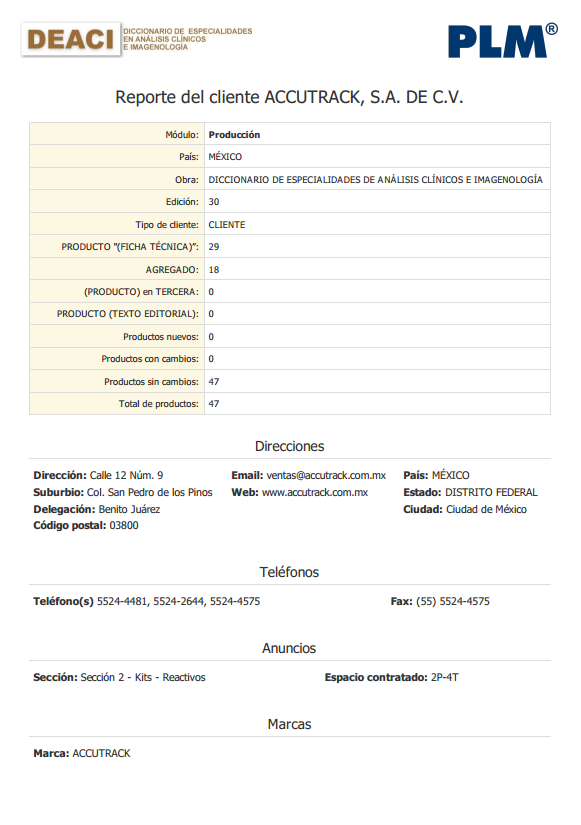 DEACI
DICCIONARIO DE ESPECIALIDADES
EN ANÁLISIS CLÍNICOS
E IMAGENOLOGÍA
PLM®
Reporte del cliente ACCUTRACK, S.A. DE C.V.
Módulo: Producción
País: MÉXICO
Obra: DICCIONARIO DE ESPECIALIDADES DE ANÁLISIS CLÍNICOS E IMAGENOLOGÍA
Edición: 30
Tipo de cliente: CLIENTE
PRODUCTO "(FICHA TÉCNICA)": 29
AGREGADO: 18
(PRODUCTO) en TERCERA: 0
PRODUCTO (TEXTO EDITORIAL): 0
Productos nuevos: 0
Productos con cambios: 0
Productos sin cambios: 47
Total de productos: 47
Direcciones
Dirección: Calle 12 Núm. 9 Email: ventas@accutrack.com.mx País: MÉXICO
Suburbio: Col. San Pedro de los Pinos Web: www.accutrack.com.mx Estado: DISTRITO FEDERAL
Delegación: Benito Juárez Ciudad: Ciudad de México
Código postal: 03800
Teléfonos
Teléfono(s) 5524-4481, 5524-2644, 5524-4575 Fax: (55) 5524-4575
Anuncios
Sección: Sección 2 - Kits - Reactivos Espacio contratado: 2P-4T
Marcas
Marca: ACCUTRACK